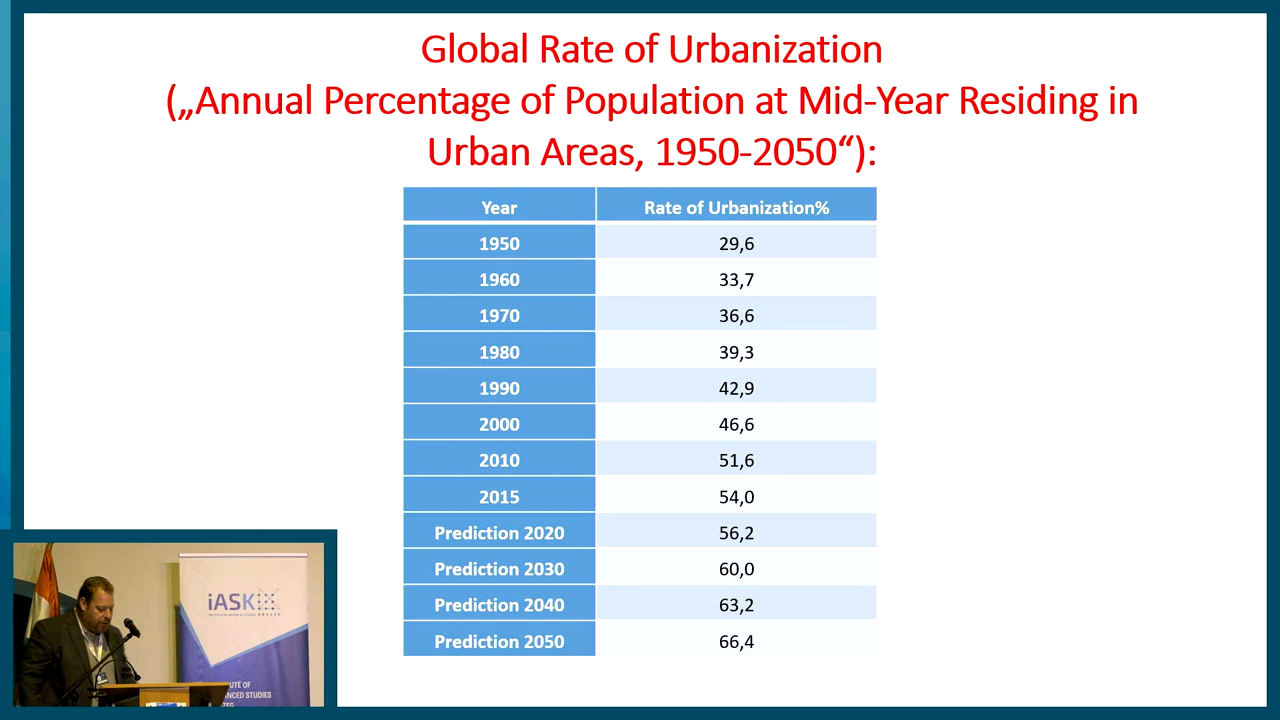 Global Rate of Urbanization
(„Annual Percentage of Population at Mid-Year Residing in
Urban Areas, 1950-2050“):
Year Rate of Urbanization%
1950 29,6
1960 33,7
1970 36,6
1980 39,3
1990 42,9
2000 46,6
2010 51,6
2015 54,0
Prediction 2020 56,2
Prediction 2030 60,0
Prediction 2040 63,2
Prediction 2050 66,4
iASK